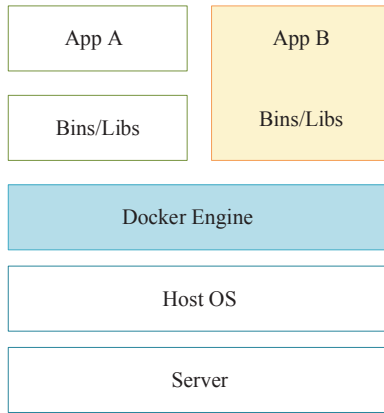 App A
App B
Bins/Libs
Bins/Libs
Docker Engine
Host OS
Server